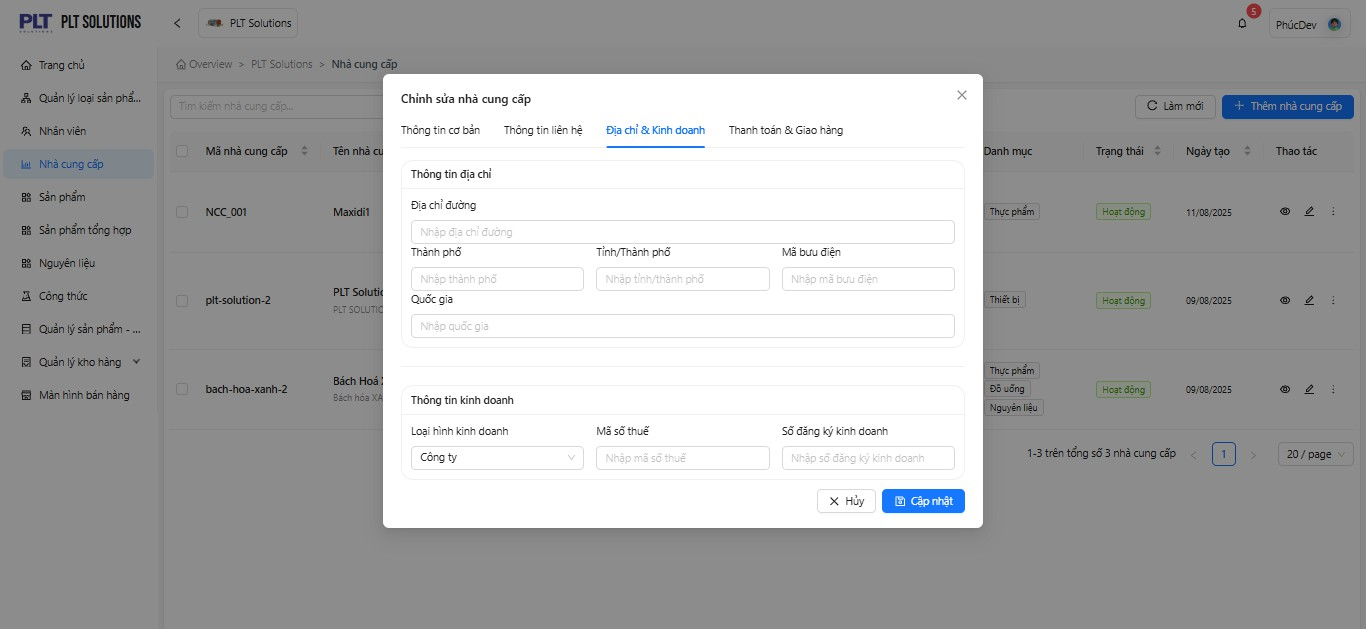 PLT SOLUTIONS
PLT SOLUTIONS
PLT Solutions
5
PhúcDev
Trang chủ
Quản lý loại sản phẩ...
Nhân viên
Nhà cung cấp
Sản phẩm
Sản phẩm tổng hợp
Nguyên liệu
Công thức
Quản lý sản phẩm - ...
Quản lý kho hàng
Màn hình bán hàng
Overview > PLT Solutions > Nhà cung cấp
Tìm kiếm nhà cung cấp...
Làm mới
Thêm nhà cung cấp
Mã nhà cung cấp Tên nhà cu Danh mục Trạng thái Ngày tạo Thao tác
NCC_001 Maxidi1 Thực phẩm Hoạt động 11/08/2025
plt-solution-2 PLT Solutic Thiết bị Hoạt động 09/08/2025
PLT SOLUTIC
bach-hoa-xanh-2 Bách Hoá Thực phẩm Hoạt động 09/08/2025
Bách hóa XA Đồ uống
Nguyên liệu
1-3 trên tổng số 3 nhà cung cấp
1
20 / page
Chỉnh sửa nhà cung cấp
Thông tin cơ bản Thông tin liên hệ Địa chỉ & Kinh doanh Thanh toán & Giao hàng
Thông tin địa chỉ
Địa chỉ đường
Nhập địa chỉ đường
Thành phố Tỉnh/Thành phố Mã bưu điện
Nhập thành phố Nhập tỉnh/thành phố Nhập mã bưu điện
Quốc gia
Nhập quốc gia
Thông tin kinh doanh
Loại hình kinh doanh Mã số thuế Số đăng ký kinh doanh
Công ty Nhập mã số thuế Nhập số đăng ký kinh doanh
Hủy Cập nhật